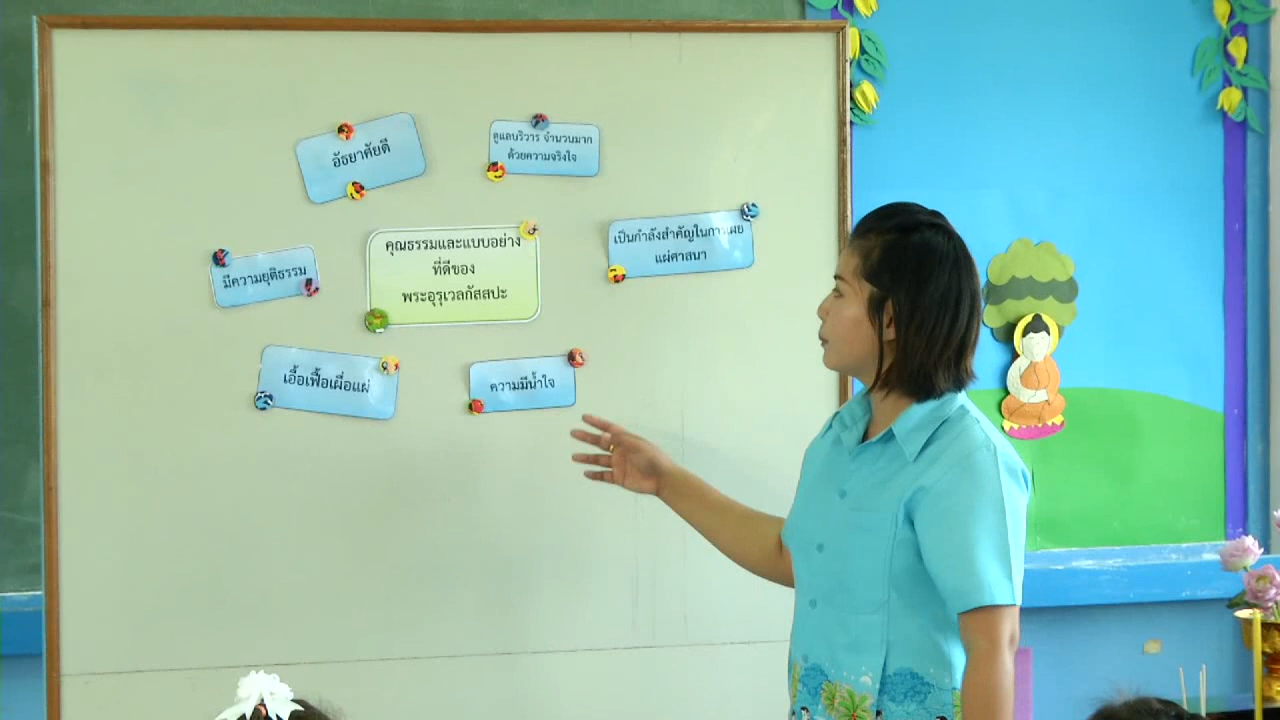 อัธยาศัยดี
ดูแลบริวาร จำนวนมาก
ด้วยความจริงใจ
เป็นกำลังสำคัญในการเผย
แผ่ศาสนา
คุณธรรมและแบบอย่าง
ที่ดีของ
พระอุรุเวลกัสสปะ
มีความยุติธรรม
เอื้อเฟื้อเผื่อแผ่
ความมีน้ำใจ